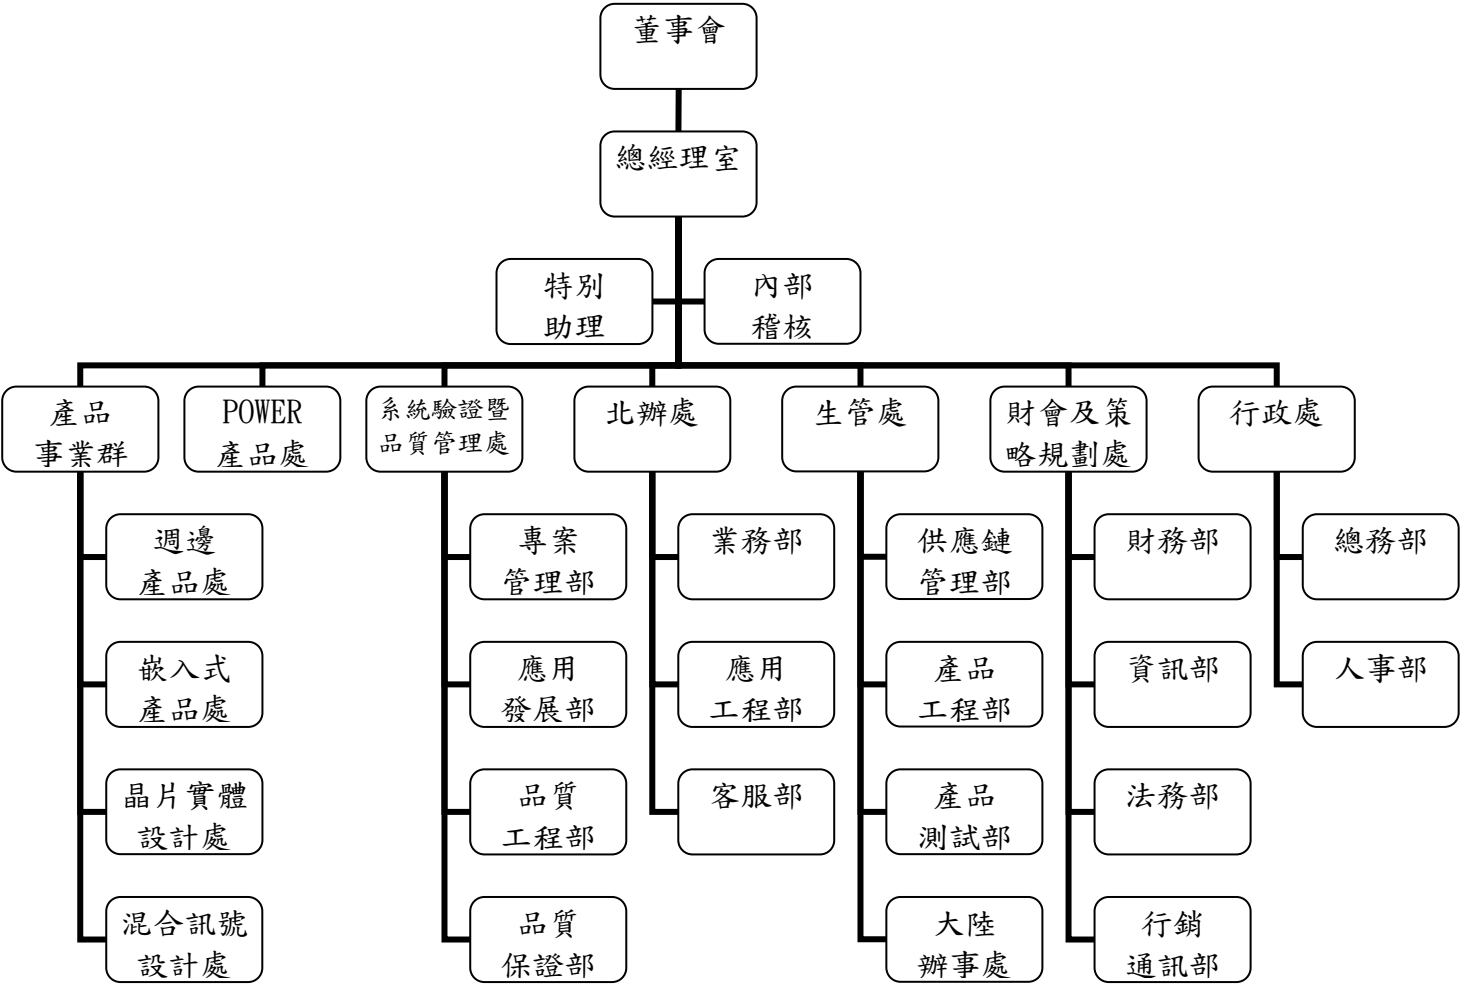 董事會
總經理室
特別
助理
內部
稽核
產品
事業群
POWER
產品處
系統驗證暨
品質管理處
北辦處
生管處
財會及策
略規劃處
行政處
週邊
產品處
專案
管理部
業務部
供應鏈
管理部
財務部
總務部
嵌入式
產品處
應用
發展部
應用
工程部
產品
工程部
資訊部
人事部
晶片實體
設計處
品質
工程部
客服部
產品
測試部
法務部
混合訊號
設計處
品質
保證部
大陸
辦事處
行銷
通訊部